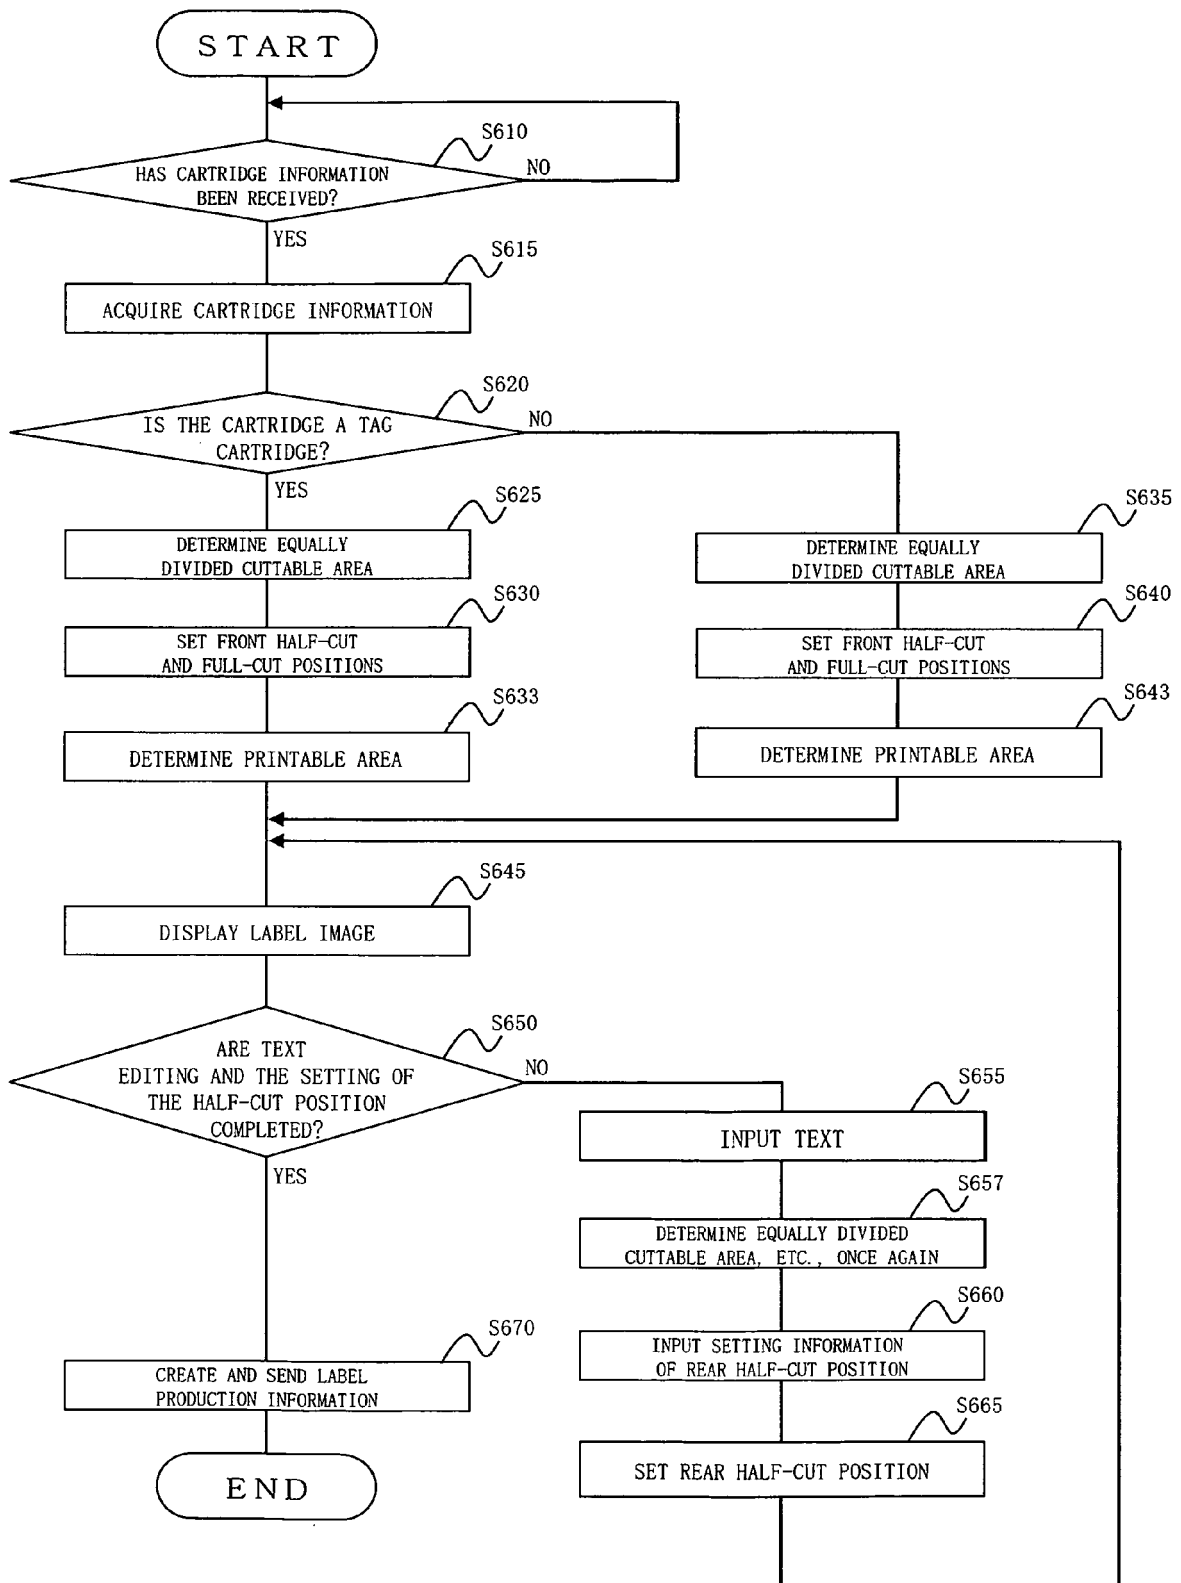 START
S610
HAS CARTRIDGE INFORMATION
BEEN RECEIVED?
NO
YES
S615
ACQUIRE CARTRIDGE INFORMATION
S620
IS THE CARTRIDGE A TAG
CARTRIDGE?
NO
YES
S625
DETERMINE EQUALLY
DIVIDED CUTTABLE AREA
S630
SET FRONT HALF-CUT
AND FULL-CUT POSITIONS
S633
DETERMINE PRINTABLE AREA
S635
DETERMINE EQUALLY
DIVIDED CUTTABLE AREA
S640
SET FRONT HALF-CUT
AND FULL-CUT POSITIONS
S643
DETERMINE PRINTABLE AREA
S645
DISPLAY LABEL IMAGE
S650
ARE TEXT
EDITING AND THE SETTING OF
THE HALF-CUT POSITION
COMPLETED?
NO
YES
S655
INPUT TEXT
S657
DETERMINE EQUALLY DIVIDED
CUTTABLE AREA, ETC., ONCE AGAIN
S660
INPUT SETTING INFORMATION
OF REAR HALF-CUT POSITION
S665
SET REAR HALF-CUT POSITION
S670
CREATE AND SEND LABEL
PRODUCTION INFORMATION
END